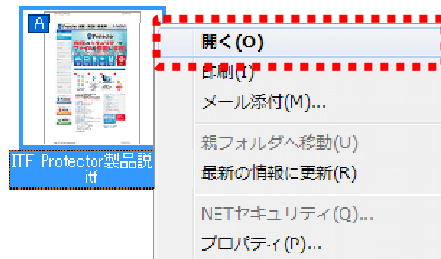 A
ITF Protector製品説
itf
開く(O)
印刷(I)
メール添付(M)...
親フォルダへ移動(U)
最新の情報に更新(R)
NETセキュリティ(Q)...
プロパティ(P)...